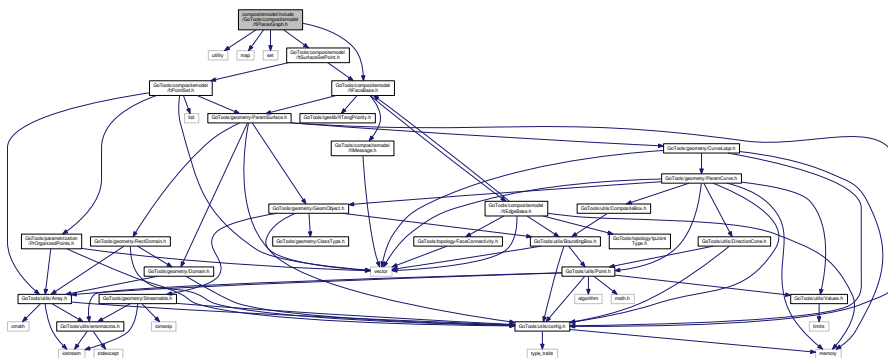 compositemodel/include
/GoTools/compositemodel
/ftPlanarGraph.h
utility
map
set
GoTools/compositemodel
/ftSurfaceSetPoint.h
GoTools/compositemodel
/ftPointSet.h
GoTools/compositemodel
/ftFaceBase.h
list
GoTools/geometry/ParamSurface.h
GoTools/igeslib/ftTangPriority.h
GoTools/compositemodel
/ftMessage.h
GoTools/geometry/CurveLoop.h
GoTools/geometry/ParamCurve.h
GoTools/geometry/GeomObject.h
GoTools/compositemodel
/ftEdgeBase.h
GoTools/utils/CompositeBox.h
GoTools/parametrization
/PrOrganizedPoints.h
GoTools/geometry/RectDomain.h
GoTools/geometry/ClassType.h
GoTools/topology/FaceConnectivity.h
GoTools/utils/BoundingBox.h
GoTools/topology/tpJoint
Type.h
GoTools/utils/DirectionCone.h
GoTools/geometry/Domain.h
vector
GoTools/utils/Point.h
GoTools/utils/Array.h
GoTools/geometry/Streamable.h
algorithm
math.h
GoTools/utils/Values.h
cmath
GoTools/utils/errormacros.h
iomanip
GoTools/utils/config.h
limits
iostream
stdexcept
type_traits
memory